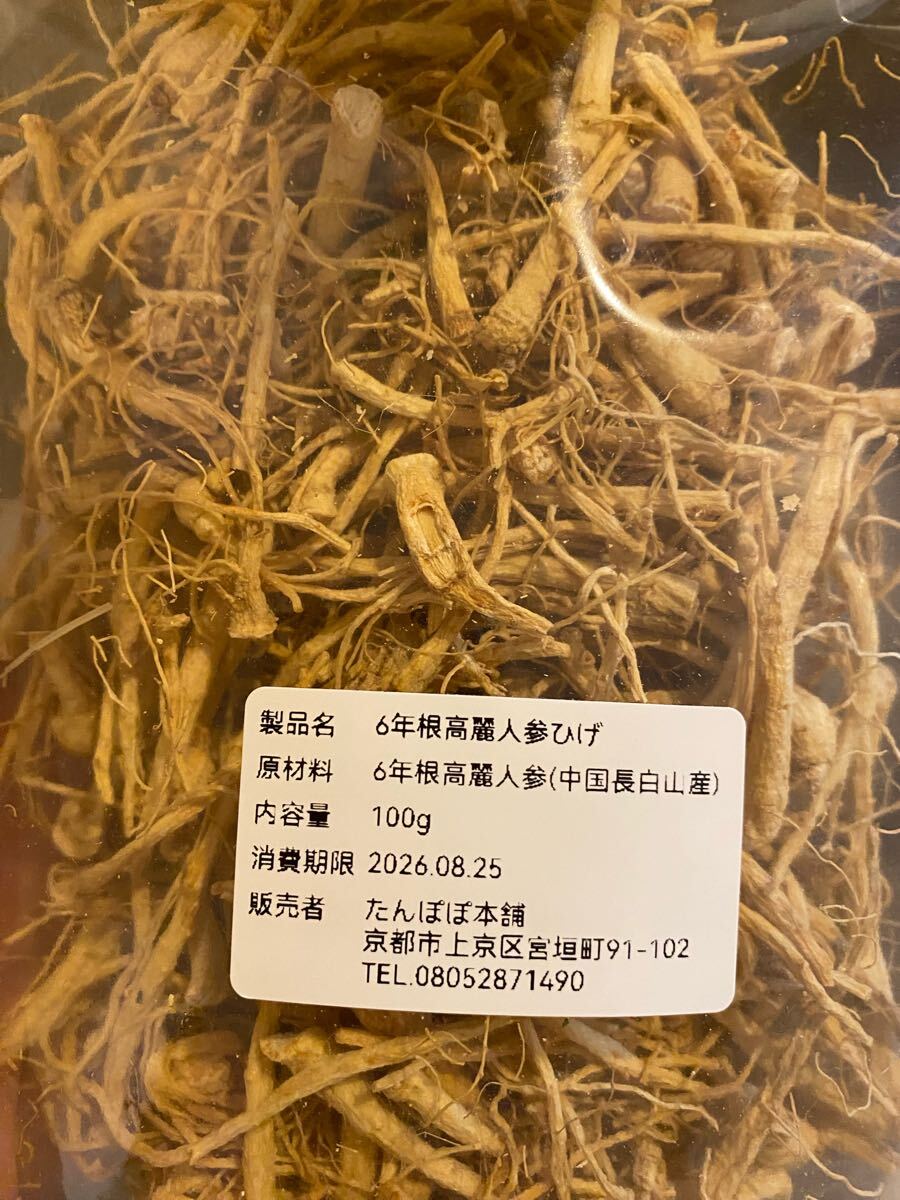 製品名 6年根高麗人参ひげ
原材料 6年根高麗人参(中国長白山産)
内容量 100g
消費期限 2026.08.25
販売者 たんぽぽ本舗
京都市上京区宮垣町91-102
TEL.08052871490